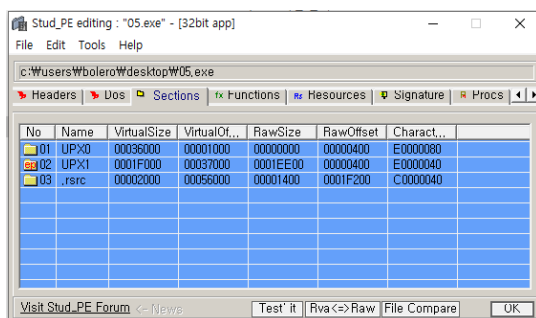 Stud_PE editing : "05.exe" - [32bit app]
File Edit Tools Help
c:₩users₩bolero₩desktop₩05.exe
Headers Dos Sections fx Functions Rs Resources Signature Procs
No Name VirtualSize VirtualOf... RawSize RawOffset Charact...
01 UPX0 00036000 00001000 00000000 00000400 E0000080
ep 02 UPX1 0001F000 00037000 0001EE00 00000400 E0000040
03 .rsrc 00002000 00056000 00001400 0001F200 C0000040
Visit Stud_PE Forum <- News Test' it Rva<=>Raw File Compare OK